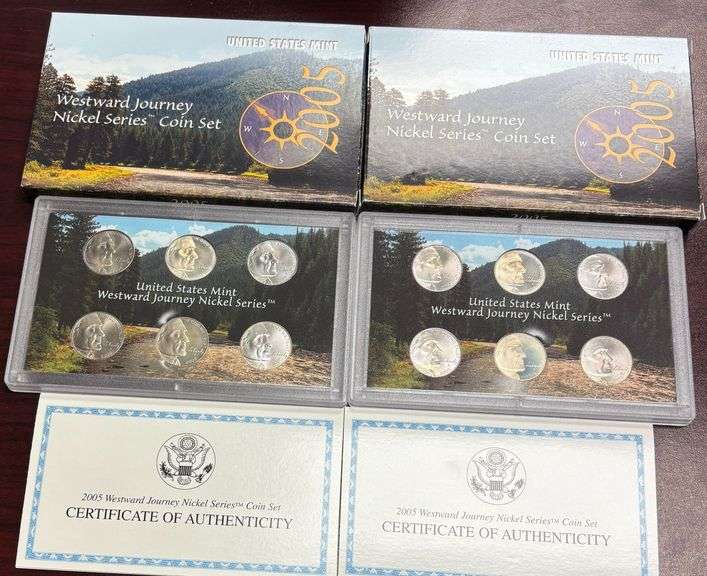 UNITED STATES MINT
Westward Journey
Nickel Series™ Coin Set
2005
N
W
E
S
UNITED STATES MINT
Westward Journey
Nickel Series™ Coin Set
2005
N
W
E
S
United States Mint
Westward Journey Nickel Series™
United States Mint
Westward Journey Nickel Series™
2005 Westward Journey Nickel Series™ Coin Set
CERTIFICATE OF AUTHENTICITY
2005 Westward Journey Nickel Series™ Coin Set
CERTIFICATE OF AUTHENTICITY